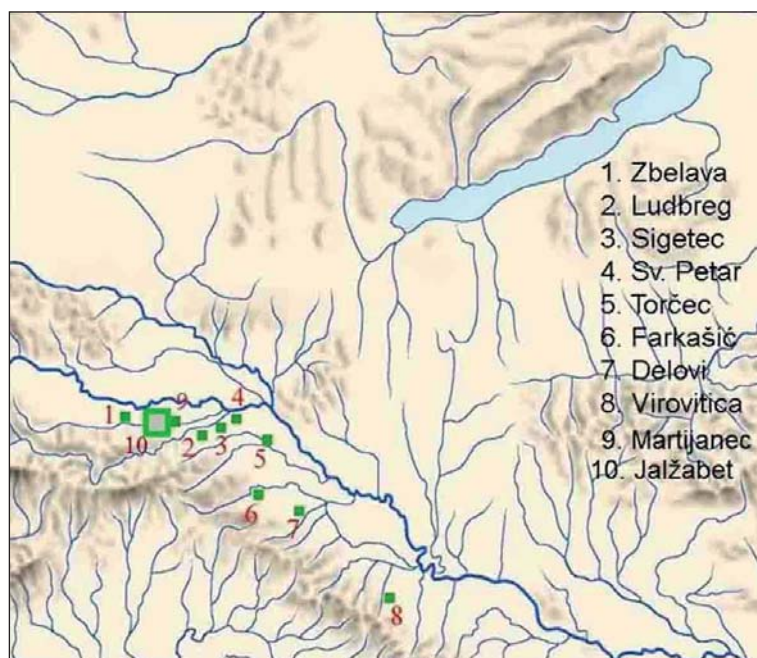 1. Zbelava
2. Ludbreg
3. Sigetec
4. Sv. Petar
5. Torčec
6. Farkašić
7. Delovi
8. Virovitica
9. Martijanec
10. Jalžabet
9
4
1
10
2
3
5
6
7
8